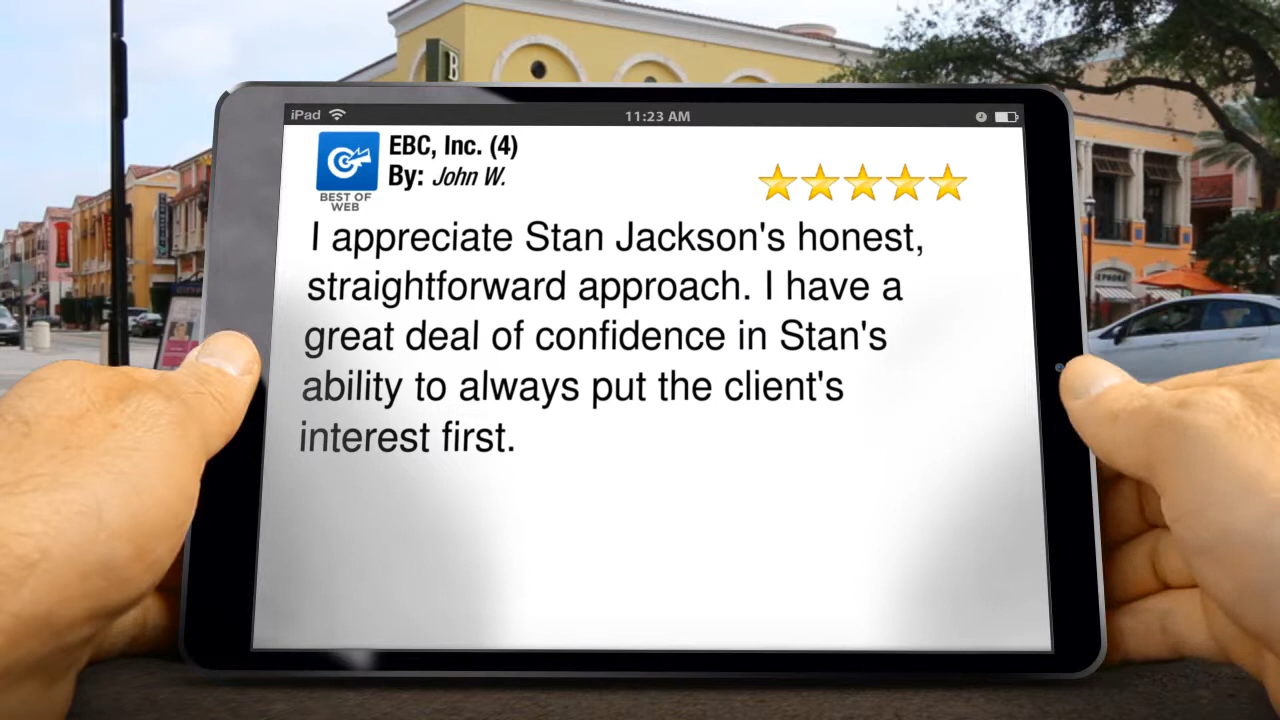 iPad 11:23 AM
EBC, Inc. (4)
By: John W.
BEST OF
WEB
I appreciate Stan Jackson's honest,
straightforward approach. I have a
great deal of confidence in Stan's
ability to always put the client's
interest first.
B
SEPHORA